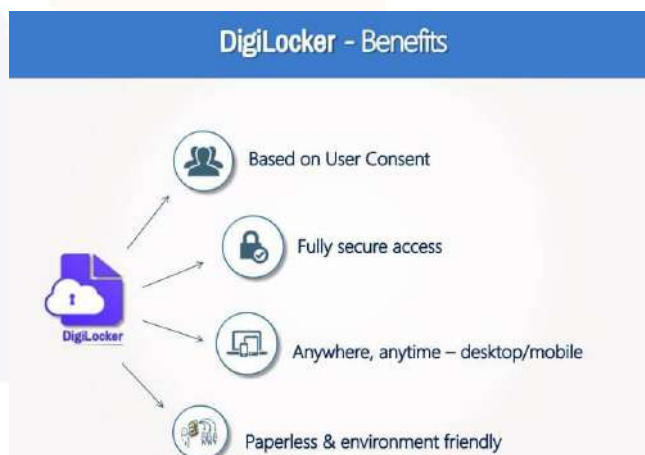 DigiLocker - Benefits
Based on User Consent
Fully secure access
DigiLocker
Anywhere, anytime – desktop/mobile
Paperless & environment friendly